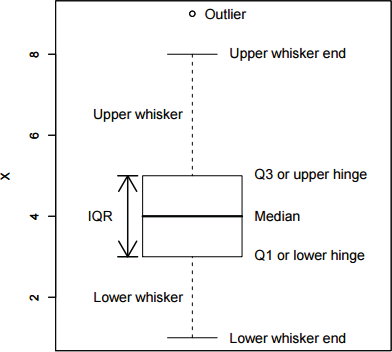 Outlier
8
Upper whisker end
Upper whisker
6
Q3 or upper hinge
X
IQR
4
Median
Q1 or lower hinge
2
Lower whisker
Lower whisker end